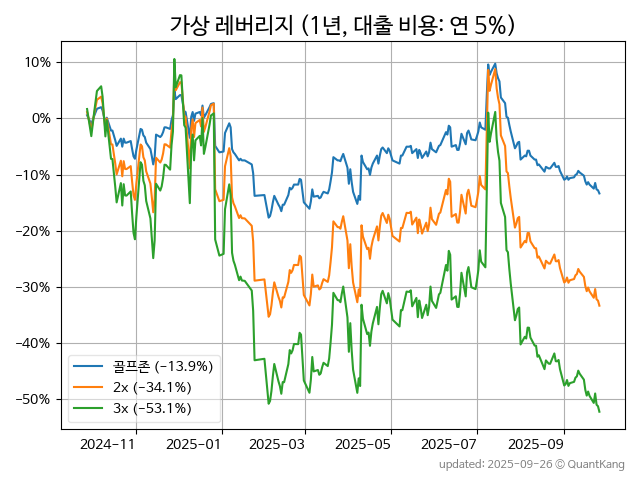 가상 레버리지 (1년, 대출 비용: 연 5%)
10%
0%
−10%
−20%
−30%
−40%
−50%
골프존 (−13.9%)
2x (−34.1%)
3x (−53.1%)
2024-11 2025-01 2025-03 2025-05 2025-07 2025-09
updated: 2025-09-26 © QuantKang